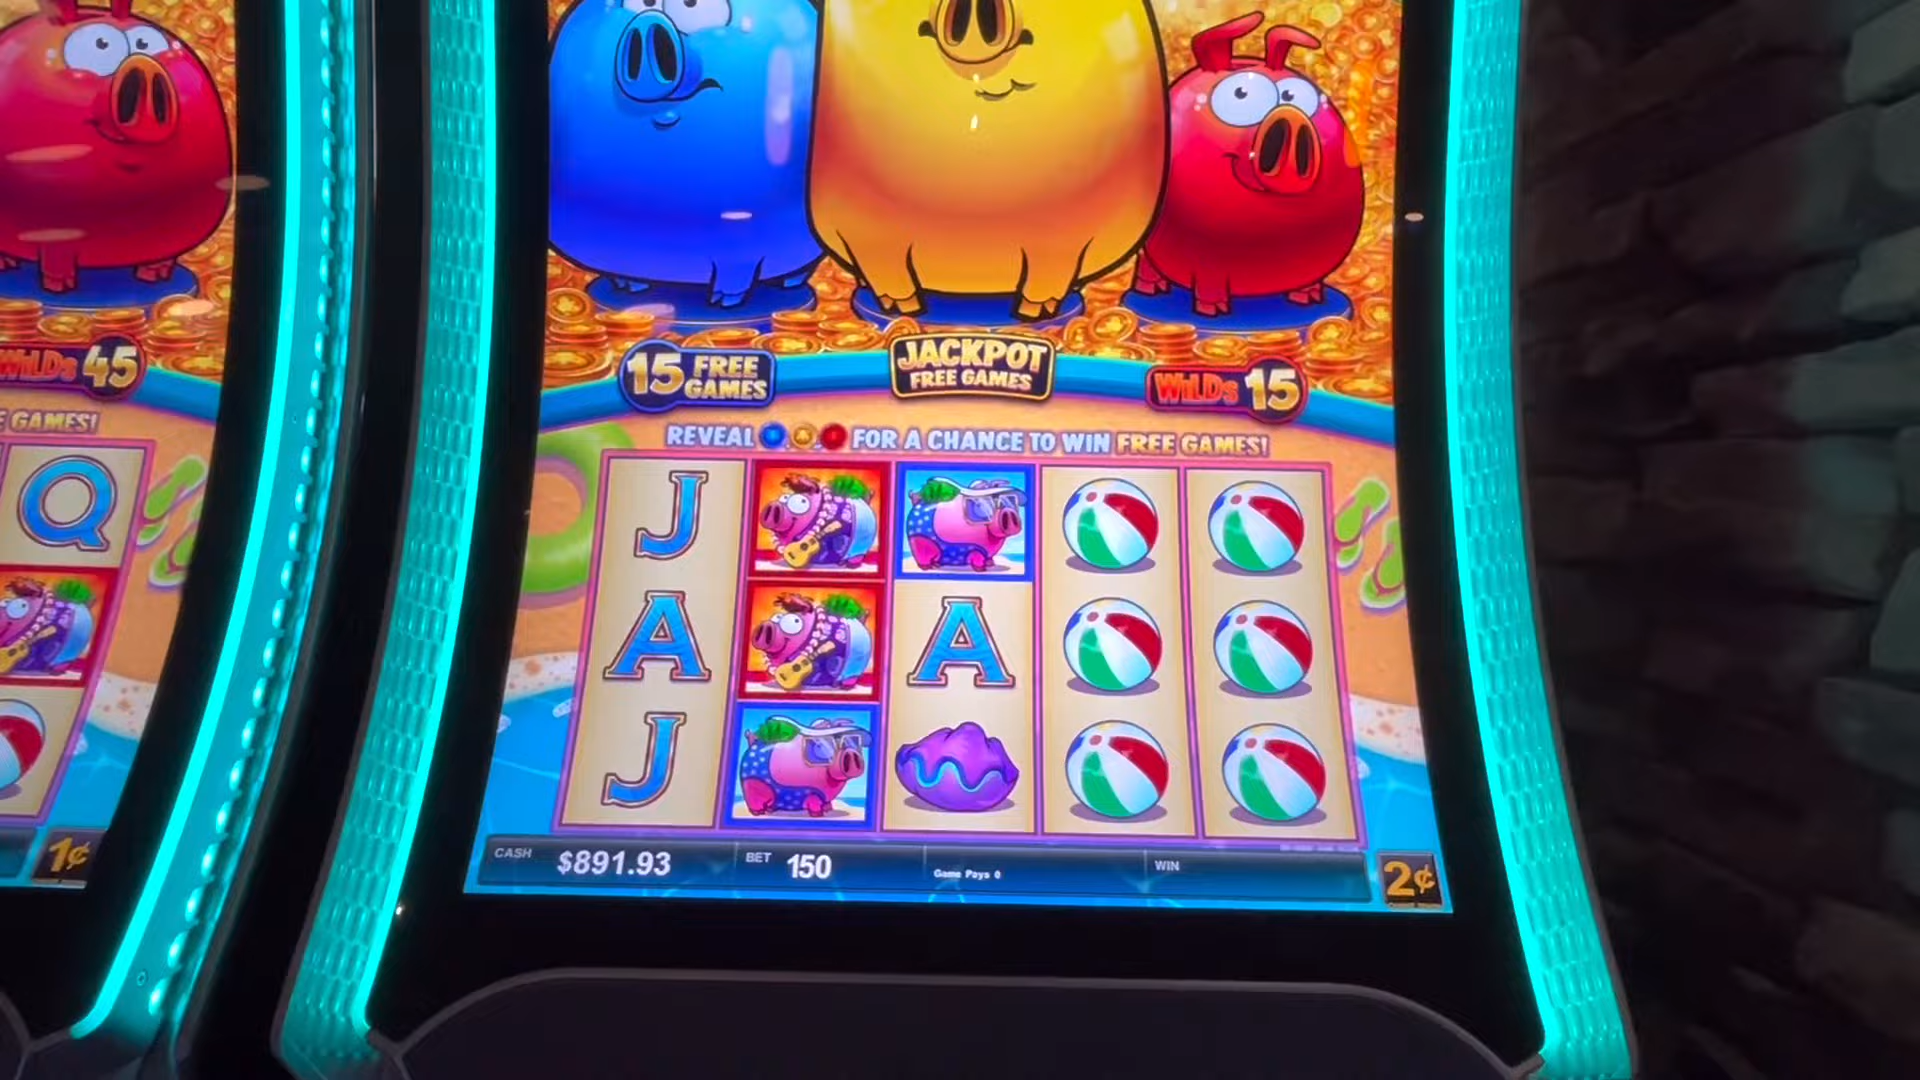 WILDS 45
GAMES!
Q
1¢
15 FREE GAMES
JACKPOT
FREE GAMES
WILDS 15
REVEAL FOR A CHANCE TO WIN FREE GAMES!
J
A
A
J
CASH $891.93
BET 150
Game Pays 0
WIN
2¢